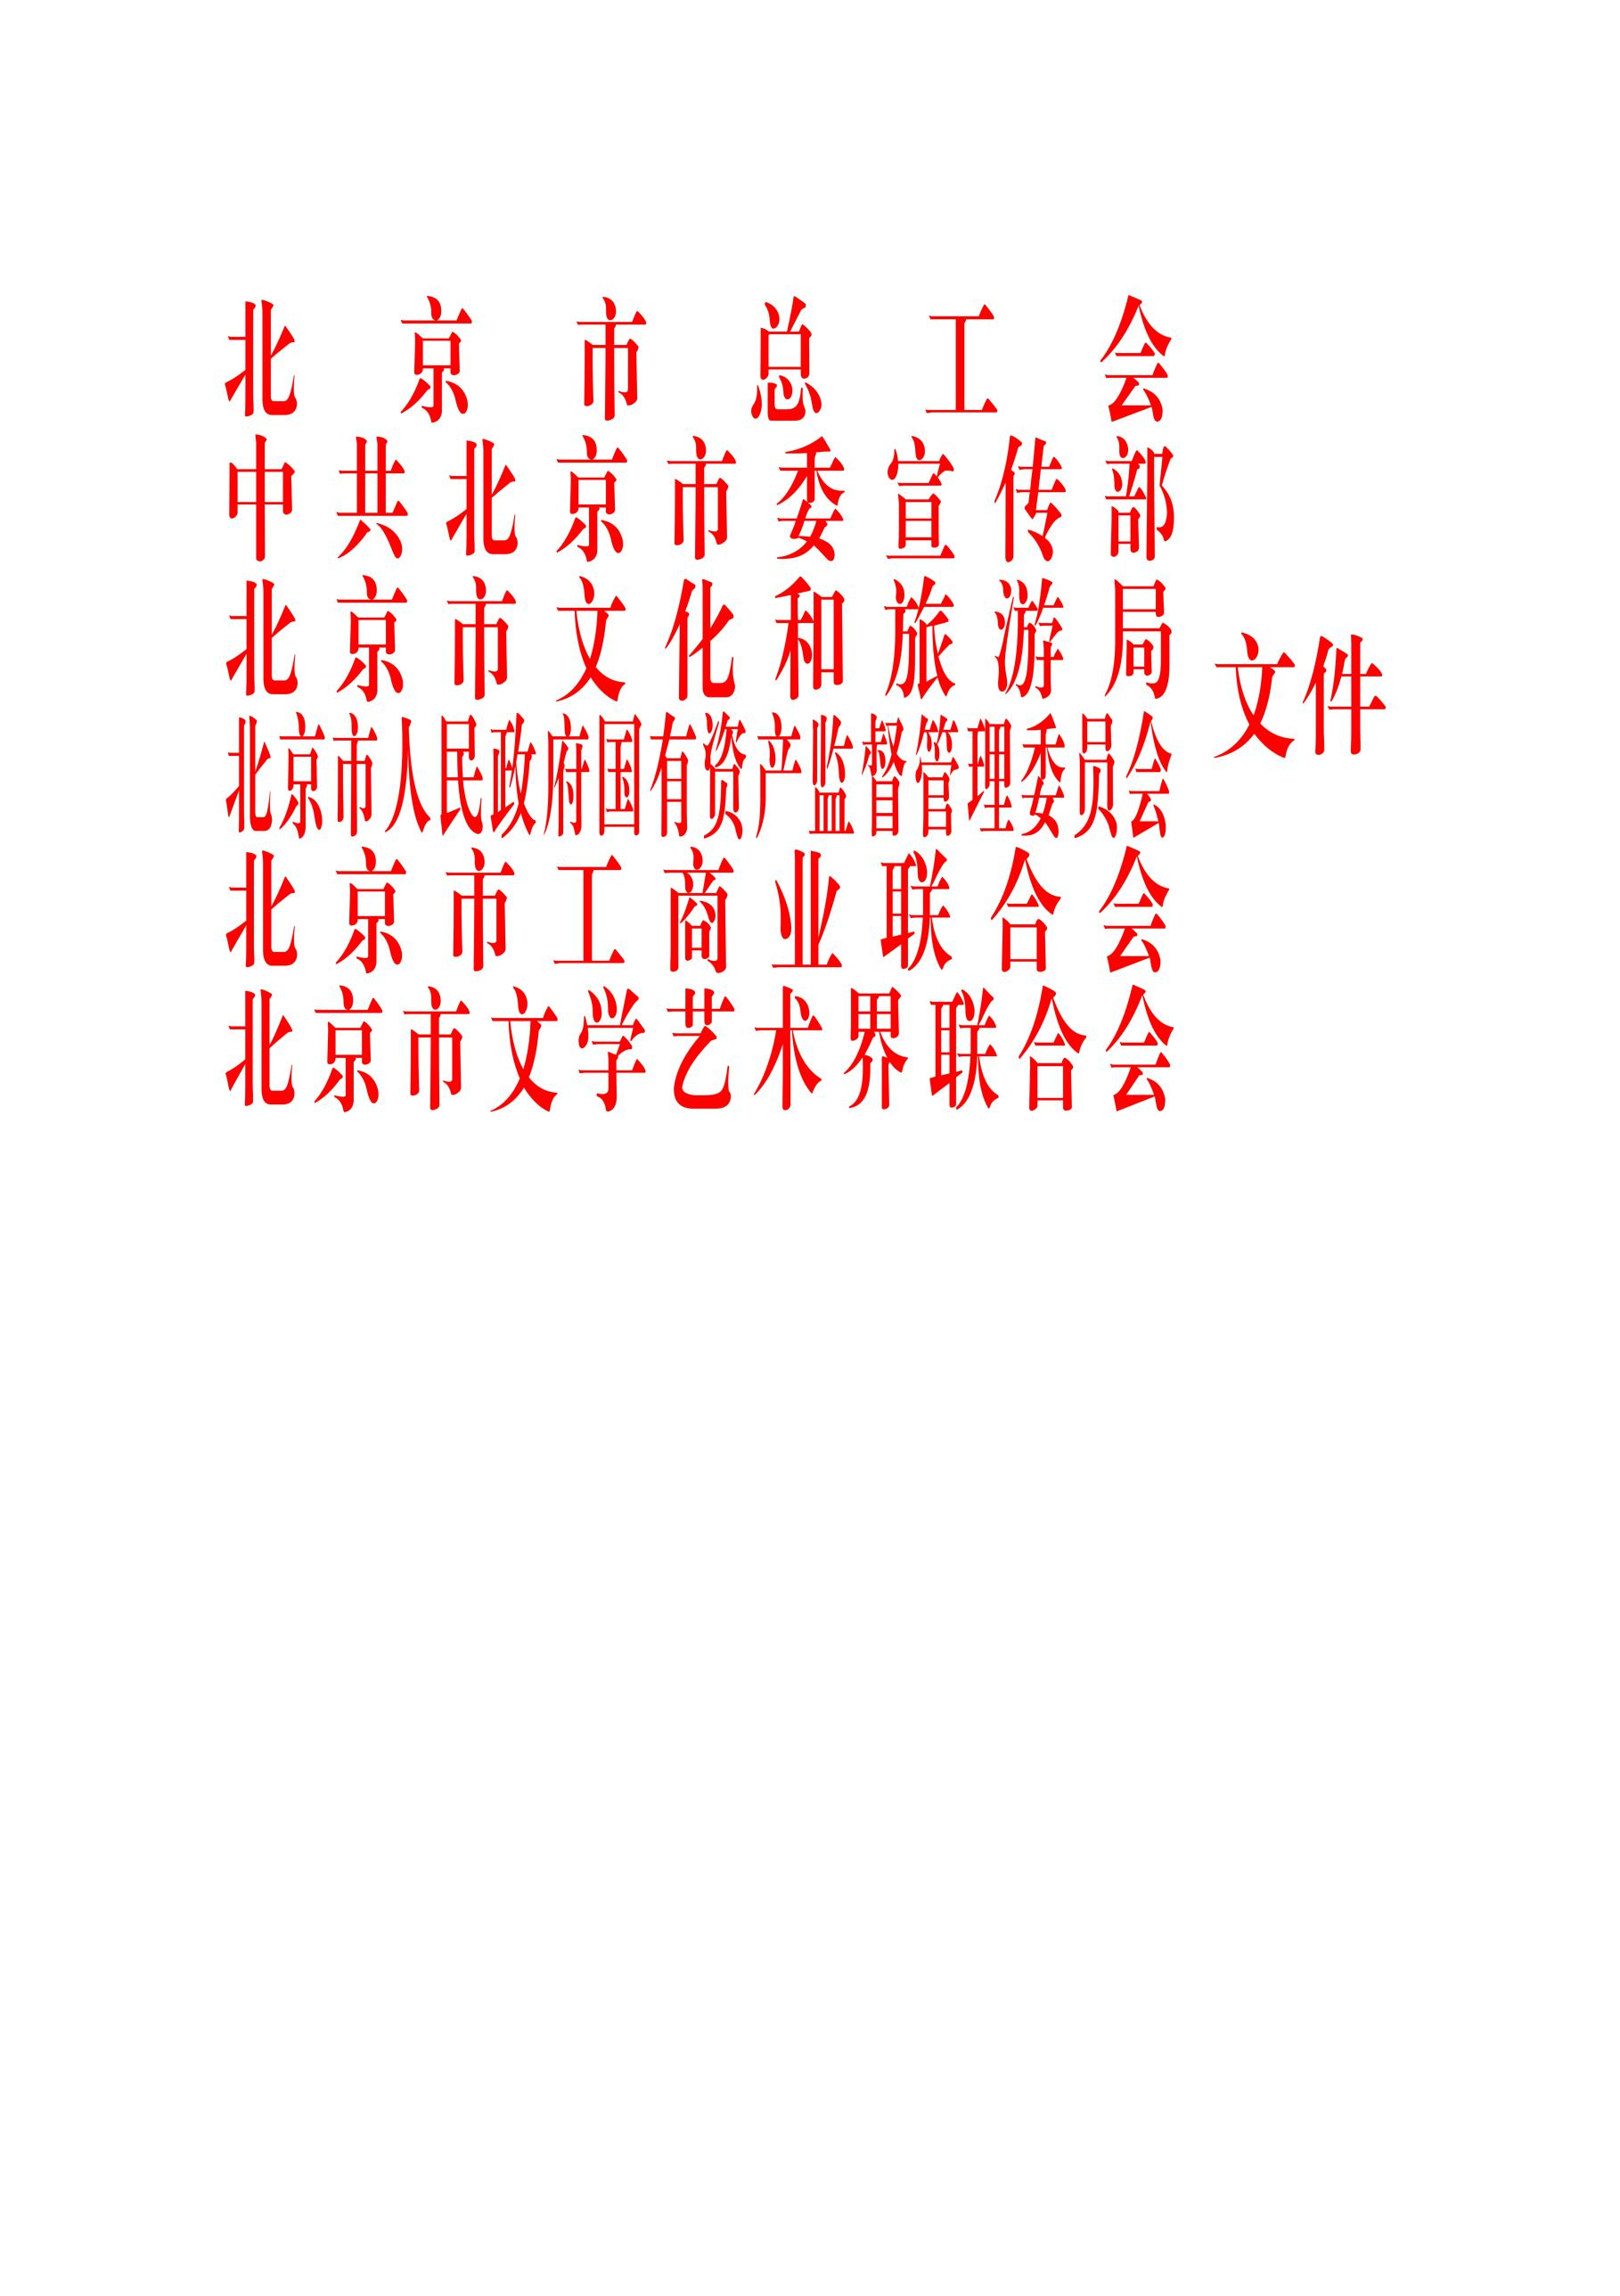 北京市总工会
中共北京市委宣传部
北京市文化和旅游局
北京市人民政府国有资产监督管理委员会
北京市工商业联合会
北京市文学艺术界联合会
文件